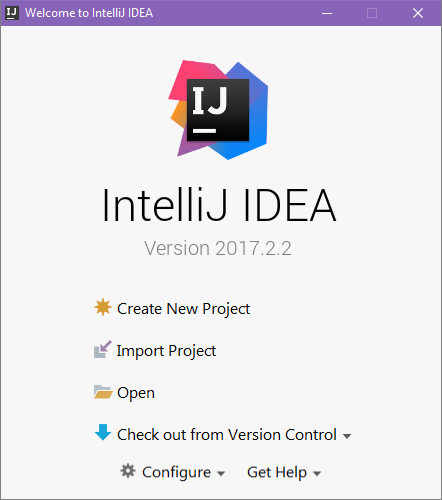 IJ Welcome to IntelliJ IDEA
IJ
IntelliJ IDEA
Version 2017.2.2
Create New Project
Import Project
Open
Check out from Version Control
Configure Get Help